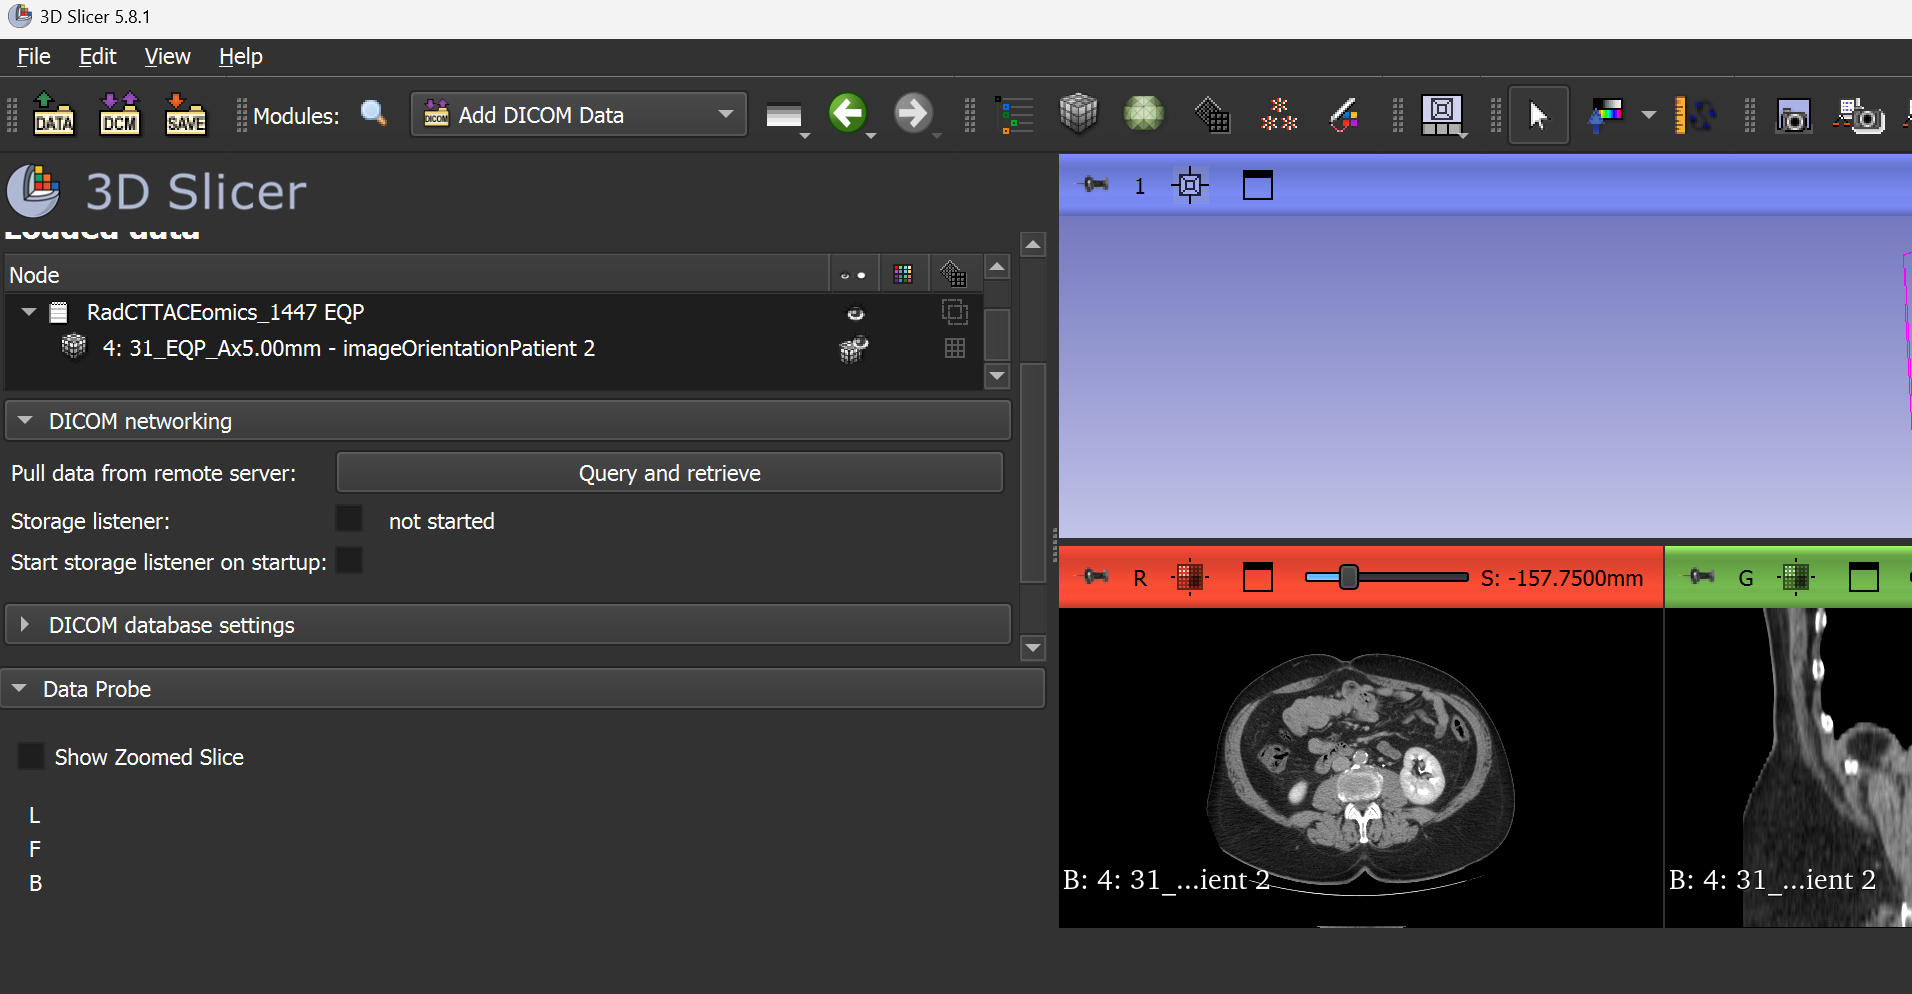 3D Slicer 5.8.1
File Edit View Help
DATA DCM SAVE Modules: DICOM Add DICOM Data
3D Slicer
Loaded data
Node
RadCTTACEomics_1447 EQP
4: 31_EQP_Ax5.00mm - imageOrientationPatient 2
DICOM networking
Pull data from remote server: Query and retrieve
Storage listener: not started
Start storage listener on startup:
DICOM database settings
Data Probe
Show Zoomed Slice
L
F
B
1
R S: -157.7500mm
G
B: 4: 31_...ient 2
B: 4: 31_...ient 2